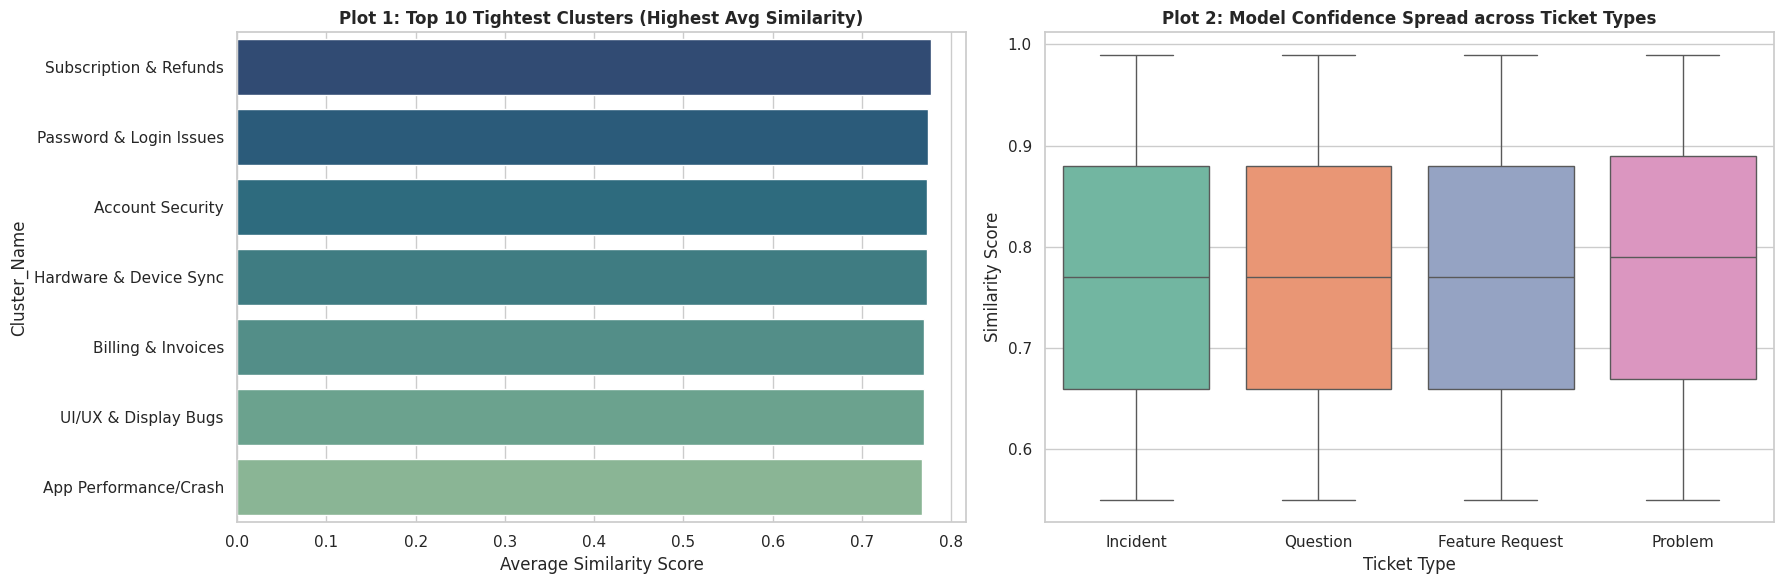 Plot 1: Top 10 Tightest Clusters (Highest Avg Similarity)
Cluster_Name
Subscription & Refunds
Password & Login Issues
Account Security
Hardware & Device Sync
Billing & Invoices
UI/UX & Display Bugs
App Performance/Crash
0.0 0.1 0.2 0.3 0.4 0.5 0.6 0.7 0.8
Average Similarity Score
Plot 2: Model Confidence Spread across Ticket Types
Similarity Score
1.0
0.9
0.8
0.7
0.6
Incident Question Feature Request Problem
Ticket Type